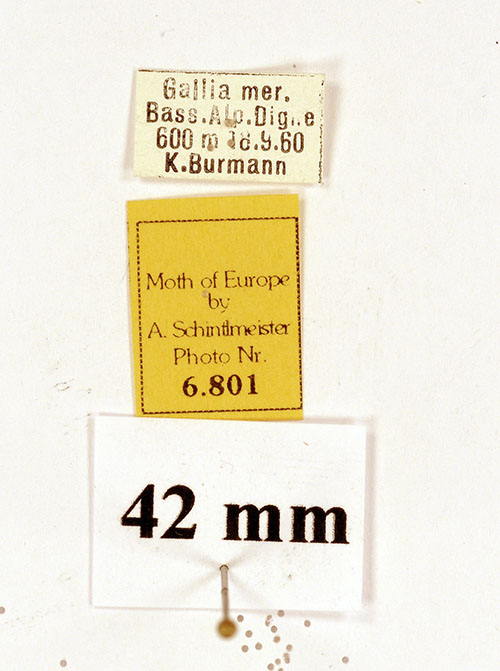 Gallia mer.
Bass.Alp.Digne
600 m 18.9.60
K.Burmann
Moth of Europe
by
A. Schintlmeister
Photo Nr.
6.801
42 mm